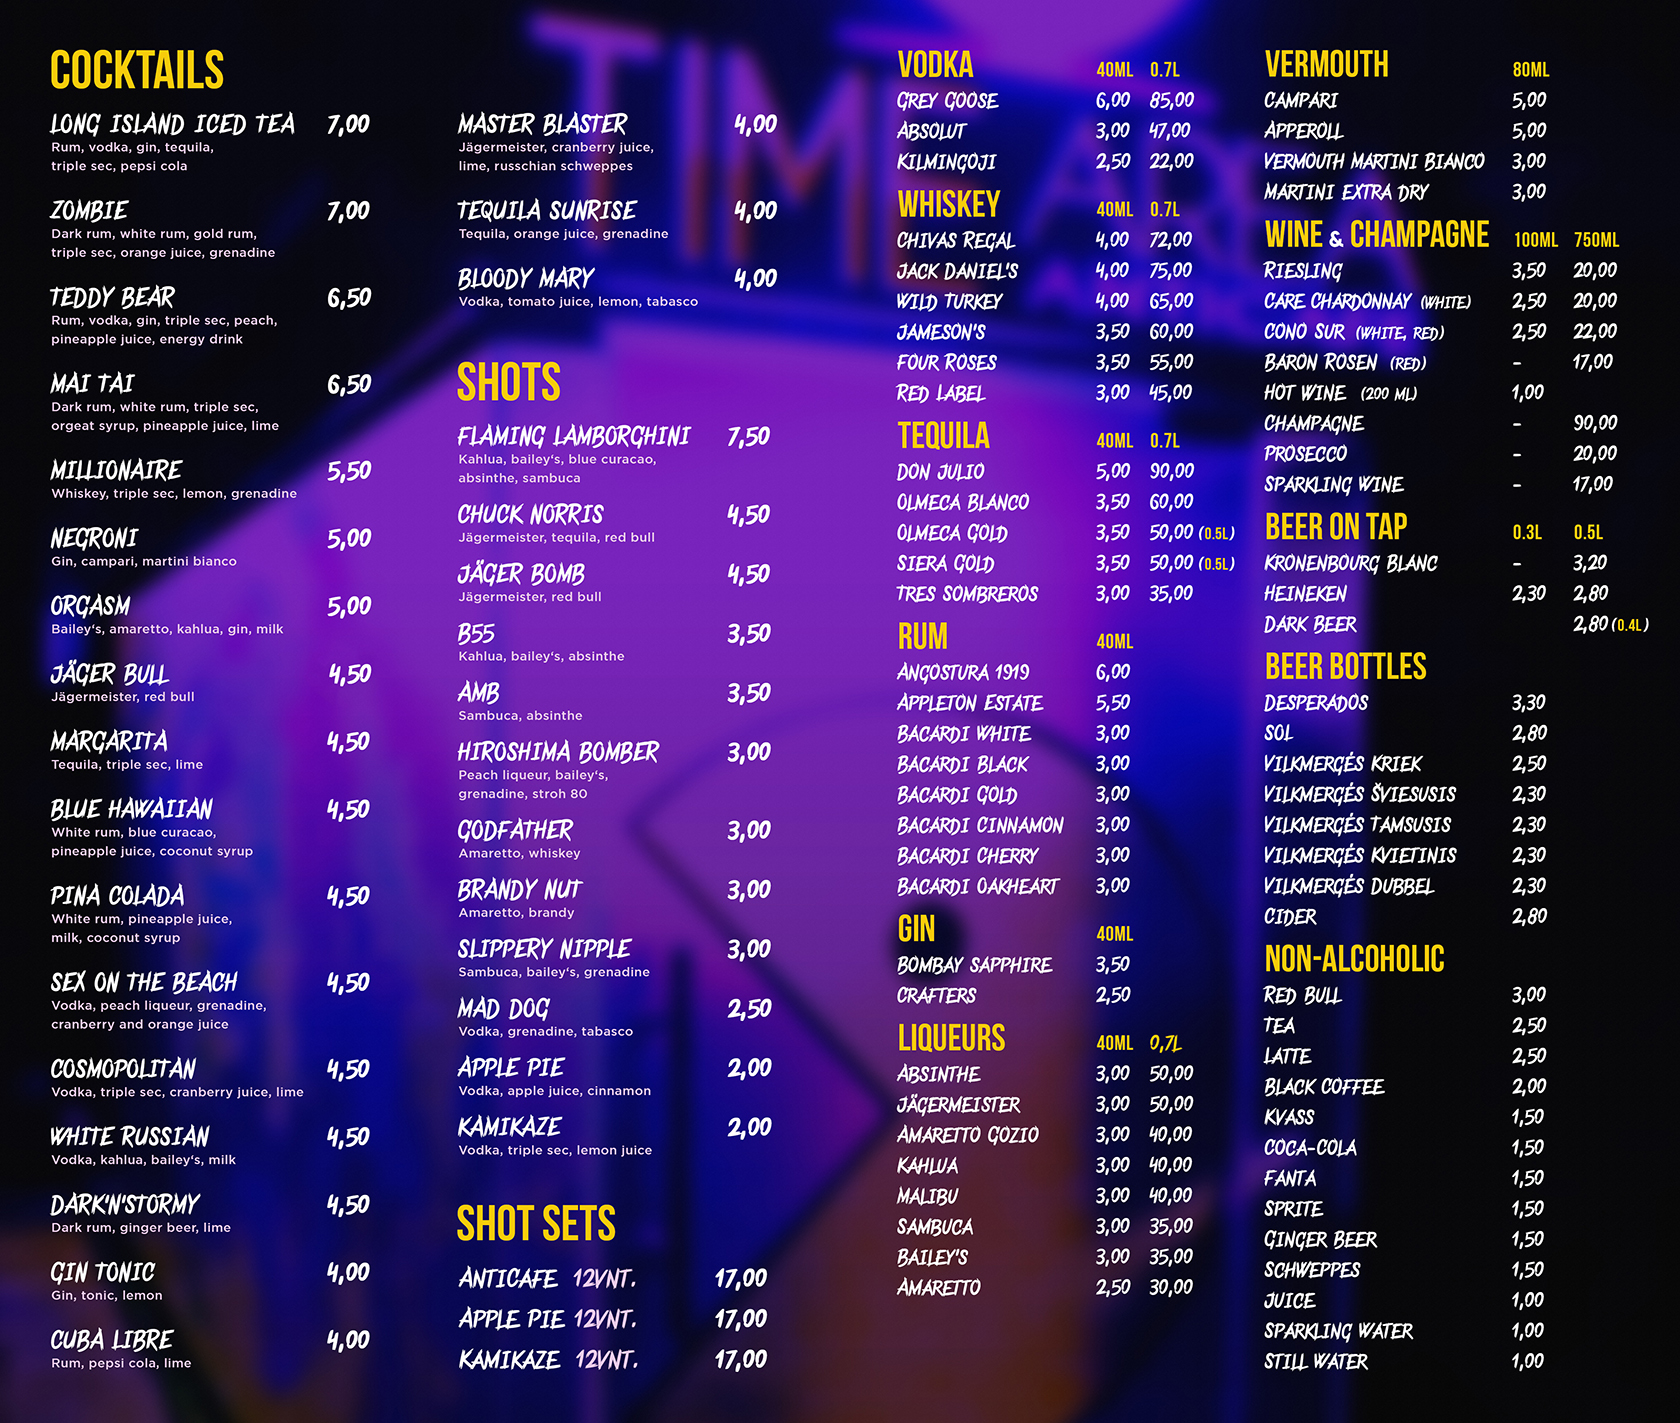 COCKTAILS
LONG ISLAND ICED TEA 7,00
Rum, vodka, gin, tequila,
triple sec, pepsi cola
ZOMBIE 7,00
Dark rum, white rum, gold rum,
triple sec, orange juice, grenadine
TEDDY BEAR 6,50
Rum, vodka, gin, triple sec, peach,
pineapple juice, energy drink
MAI TAI 6,50
Dark rum, white rum, triple sec,
orgeat syrup, pineapple juice, lime
MILLIONAIRE 5,50
Whiskey, triple sec, lemon, grenadine
NEGRONI 5,00
Gin, campari, martini bianco
ORGASM 5,00
Bailey‘s, amaretto, kahlua, gin, milk
JÄGER BULL 4,50
Jägermeister, red bull
MARGARITA 4,50
Tequila, triple sec, lime
BLUE HAWAIIAN 4,50
White rum, blue curacao,
pineapple juice, coconut syrup
PINA COLADA 4,50
White rum, pineapple juice,
milk, coconut syrup
SEX ON THE BEACH 4,50
Vodka, peach liqueur, grenadine,
cranberry and orange juice
COSMOPOLITAN 4,50
Vodka, triple sec, cranberry juice, lime
WHITE RUSSIAN 4,50
Vodka, kahlua, bailey‘s, milk
DARK'N'STORMY 4,50
Dark rum, ginger beer, lime
GIN TONIC 4,00
Gin, tonic, lemon
CUBA LIBRE 4,00
Rum, pepsi cola, lime
MASTER BLASTER 4,00
Jägermeister, cranberry juice,
lime, russchian schweppes
TEQUILA SUNRISE 4,00
Tequila, orange juice, grenadine
BLOODY MARY 4,00
Vodka, tomato juice, lemon, tabasco
SHOTS
FLAMING LAMBORGHINI 7,50
Kahlua, bailey‘s, blue curacao,
absinthe, sambuca
CHUCK NORRIS 4,50
Jägermeister, tequila, red bull
JÄGER BOMB 4,50
Jägermeister, red bull
B55 3,50
Kahlua, bailey‘s, absinthe
AMB 3,50
Sambuca, absinthe
HIROSHIMA BOMBER 3,00
Peach liqueur, bailey‘s,
grenadine, stroh 80
GODFATHER 3,00
Amaretto, whiskey
BRANDY NUT 3,00
Amaretto, brandy
SLIPPERY NIPPLE 3,00
Sambuca, bailey‘s, grenadine
MAD DOG 2,50
Vodka, grenadine, tabasco
APPLE PIE 2,00
Vodka, apple juice, cinnamon
KAMIKAZE 2,00
Vodka, triple sec, lemon juice
SHOT SETS
ANTICAFE 12VNT. 17,00
APPLE PIE 12VNT. 17,00
KAMIKAZE 12VNT. 17,00
VODKA 40ML 0.7L
GREY GOOSE 6,00 85,00
ABSOLUT 3,00 47,00
KILMINGOJI 2,50 22,00
WHISKEY 40ML 0.7L
CHIVAS REGAL 4,00 72,00
JACK DANIEL'S 4,00 75,00
WILD TURKEY 4,00 65,00
JAMESON'S 3,50 60,00
FOUR ROSES 3,50 55,00
RED LABEL 3,00 45,00
TEQUILA 40ML 0.7L
DON JULIO 5,00 90,00
OLMECA BLANCO 3,50 60,00
OLMECA GOLD 3,50 50,00 (0.5L)
SIERA GOLD 3,50 50,00 (0.5L)
TRES SOMBREROS 3,00 35,00
RUM 40ML
ANGOSTURA 1919 6,00
APPLETON ESTATE 5,50
BACARDI WHITE 3,00
BACARDI BLACK 3,00
BACARDI GOLD 3,00
BACARDI CINNAMON 3,00
BACARDI CHERRY 3,00
BACARDI OAKHEART 3,00
GIN 40ML
BOMBAY SAPPHIRE 3,50
CRAFTERS 2,50
LIQUEURS 40ML 0,7L
ABSINTHE 3,00 50,00
JÄGERMEISTER 3,00 50,00
AMARETTO GOZIO 3,00 40,00
KAHLUA 3,00 40,00
MALIBU 3,00 40,00
SAMBUCA 3,00 35,00
BAILEY'S 3,00 35,00
AMARETTO 2,50 30,00
VERMOUTH 80ML
CAMPARI 5,00
APPEROLL 5,00
VERMOUTH MARTINI BIANCO 3,00
MARTINI EXTRA DRY 3,00
WINE & CHAMPAGNE 100ML 750ML
RIESLING 3,50 20,00
CARE CHARDONNAY (WHITE) 2,50 20,00
CONO SUR (WHITE, RED) 2,50 22,00
BARON ROSEN (RED) - 17,00
HOT WINE (200 ML) 1,00
CHAMPAGNE - 90,00
PROSECCO - 20,00
SPARKLING WINE - 17,00
BEER ON TAP 0.3L 0.5L
KRONENBOURG BLANC - 3,20
HEINEKEN 2,30 2,80
DARK BEER 2,80 (0.4L)
BEER BOTTLES
DESPERADOS 3,30
SOL 2,80
VILKMERGĖS KRIEK 2,50
VILKMERGĖS ŠVIESUSIS 2,30
VILKMERGĖS TAMSUSIS 2,30
VILKMERGĖS KVIETINIS 2,30
VILKMERGĖS DUBBEL 2,30
CIDER 2,80
NON-ALCOHOLIC
RED BULL 3,00
TEA 2,50
LATTE 2,50
BLACK COFFEE 2,00
KVASS 1,50
COCA-COLA 1,50
FANTA 1,50
SPRITE 1,50
GINGER BEER 1,50
SCHWEPPES 1,50
JUICE 1,00
SPARKLING WATER 1,00
STILL WATER 1,00